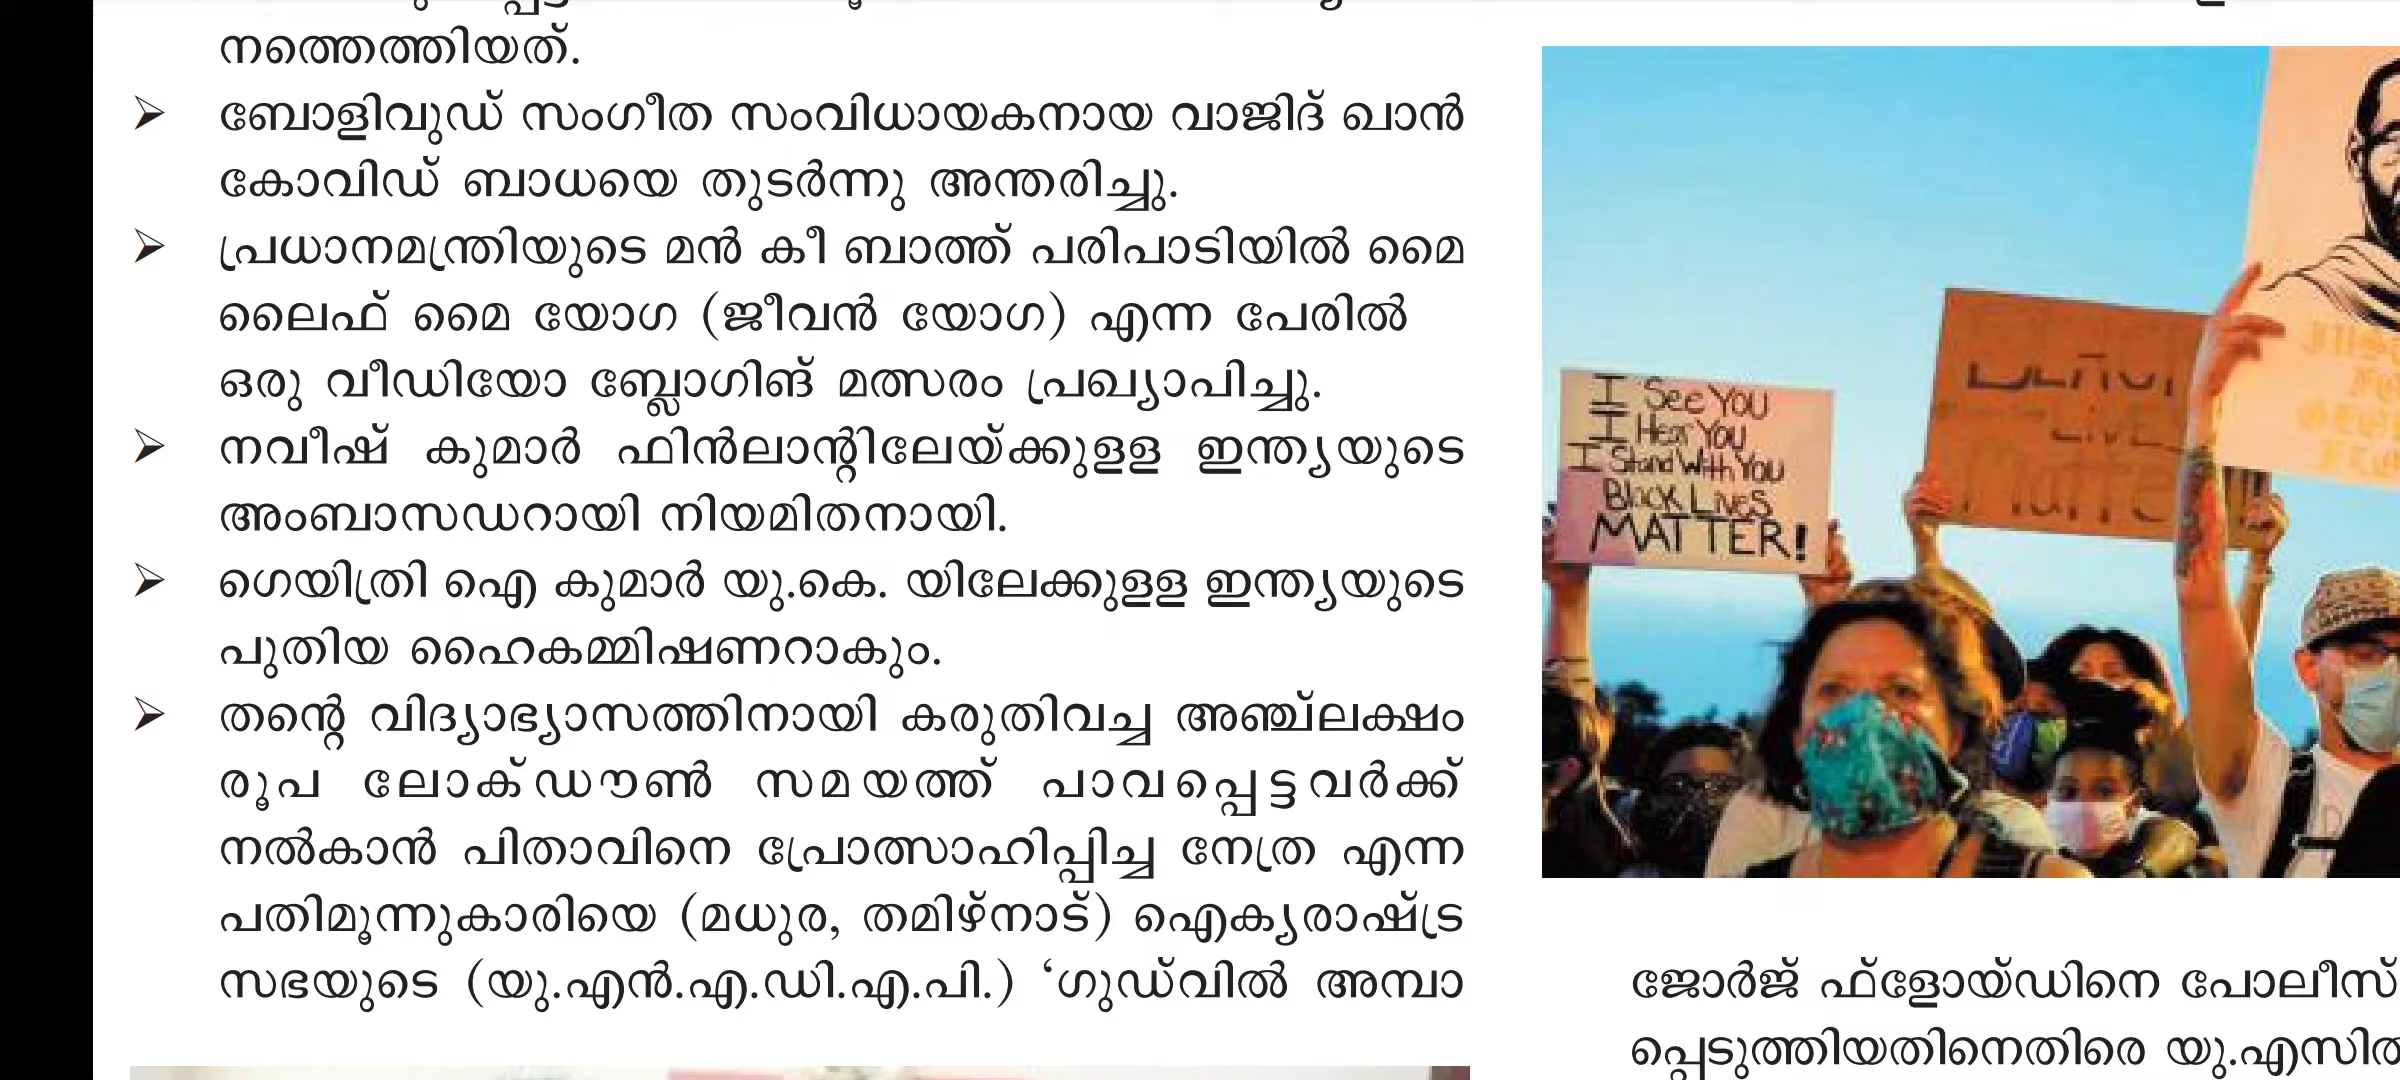 നത്തെത്തിയത്.
➢ ബോളിവുഡ് സംഗീത സംവിധായകനായ വാജിദ് ഖാൻ
കോവിഡ് ബാധയെ തുടർന്നു അന്തരിച്ചു.
➢ പ്രധാനമന്ത്രിയുടെ മൻ കീ ബാത്ത് പരിപാടിയിൽ മൈ
ലൈഫ് മൈ യോഗ (ജീവൻ യോഗ) എന്ന പേരിൽ
ഒരു വീഡിയോ ബ്ലോഗിങ് മത്സരം പ്രഖ്യാപിച്ചു.
➢ നവീഷ് കുമാർ ഫിൻലാന്റിലേയ്ക്കുളള ഇന്ത്യയുടെ
അംബാസഡറായി നിയമിതനായി.
➢ ഗെയിത്രി ഐ കുമാർ യു.കെ. യിലേക്കുളള ഇന്ത്യയുടെ
പുതിയ ഹൈകമ്മിഷണറാകും.
➢ തന്റെ വിദ്യാഭ്യാസത്തിനായി കരുതിവച്ച അഞ്ച്ലക്ഷം
രൂപ ലോക്ഡൗൺ സമയത്ത് പാവപ്പെട്ടവർക്ക്
നൽകാൻ പിതാവിനെ പ്രോത്സാഹിപ്പിച്ച നേത്ര എന്ന
പതിമൂന്നുകാരിയെ (മധുര, തമിഴ്നാട്) ഐക്യരാഷ്ട്ര
സഭയുടെ (യു.എൻ.എ.ഡി.എ.പി.) ‘ഗുഡ്‌വിൽ അമ്പാ
I See YOU
I Hear YOU
I Stand With YOU
Black Lives
MATTER!
ജോർജ് ഫ്ളോയ്ഡിനെ പോലീസ്
പ്പെടുത്തിയതിനെതിരെ യു.എസിത